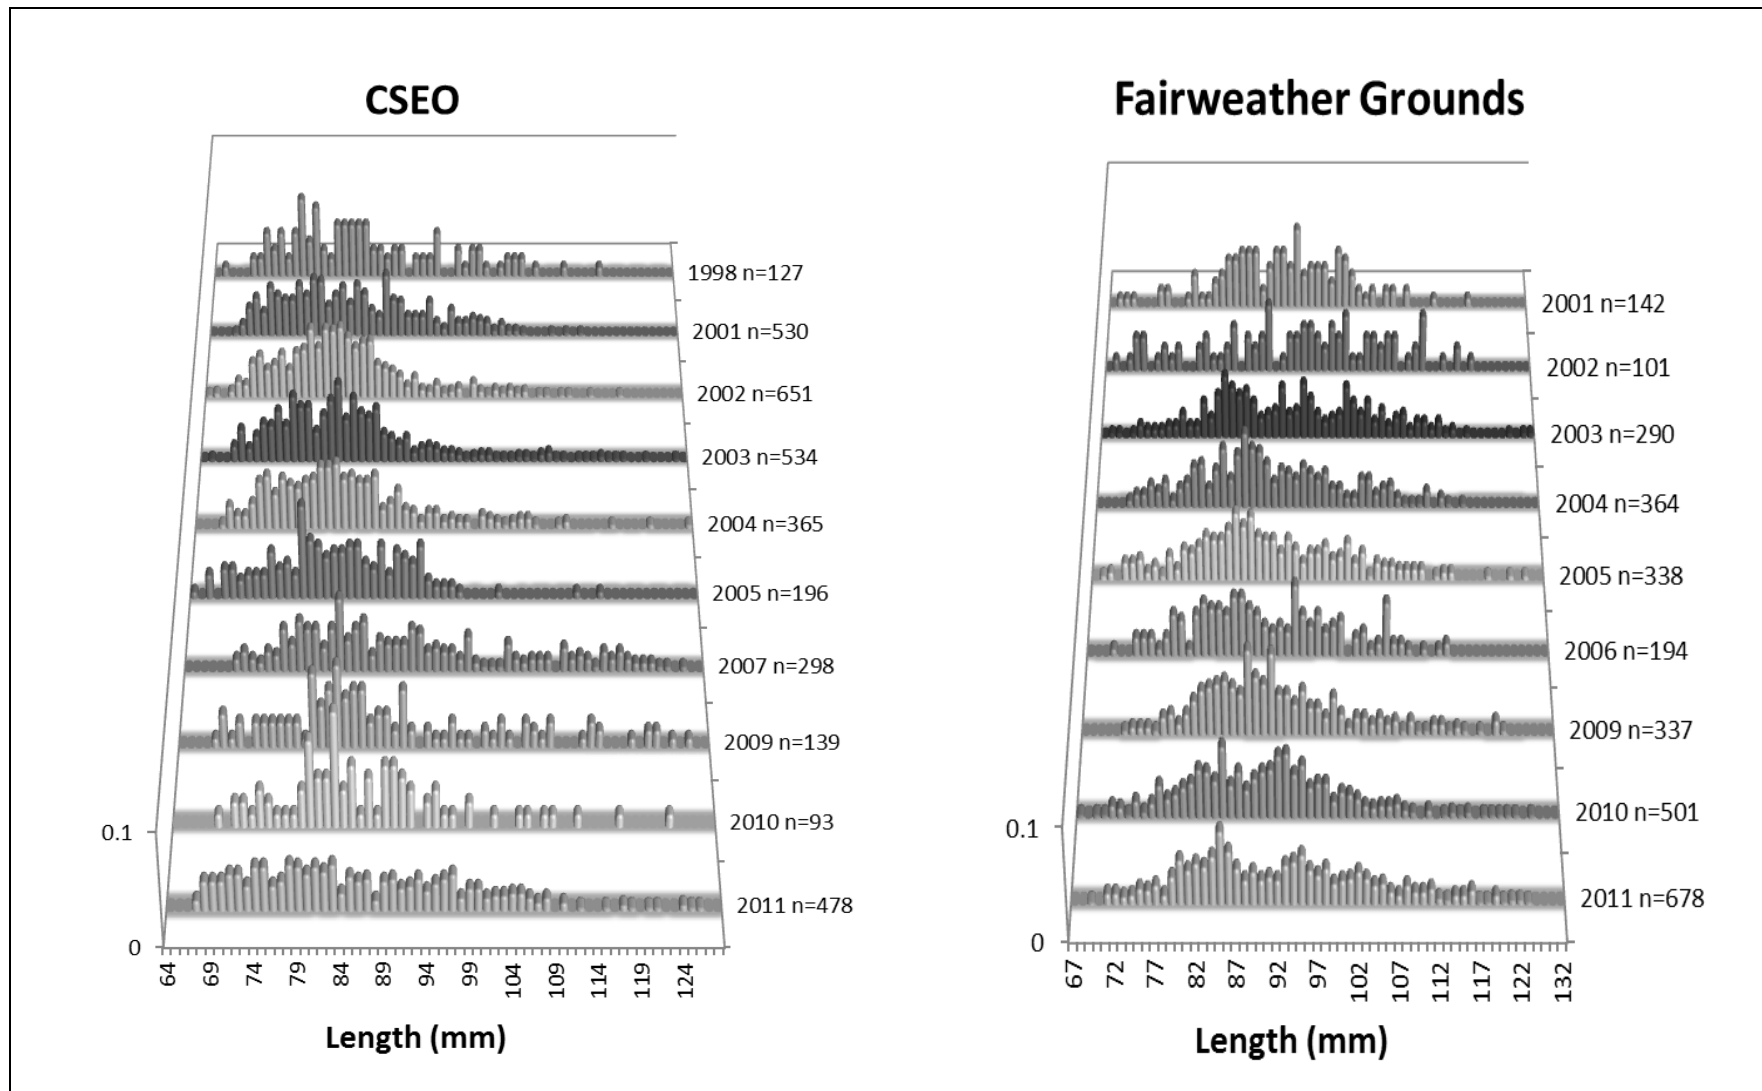 CSEO
1998 n=127
2001 n=530
2002 n=651
2003 n=534
2004 n=365
2005 n=196
2007 n=298
2009 n=139
2010 n=93
2011 n=478
0.1
0
64 69 74 79 84 89 94 99 104 109 114 119 124
Length (mm)
Fairweather Grounds
2001 n=142
2002 n=101
2003 n=290
2004 n=364
2005 n=338
2006 n=194
2009 n=337
2010 n=501
2011 n=678
0.1
0
67 72 77 82 87 92 97 102 107 112 117 122 132
Length (mm)